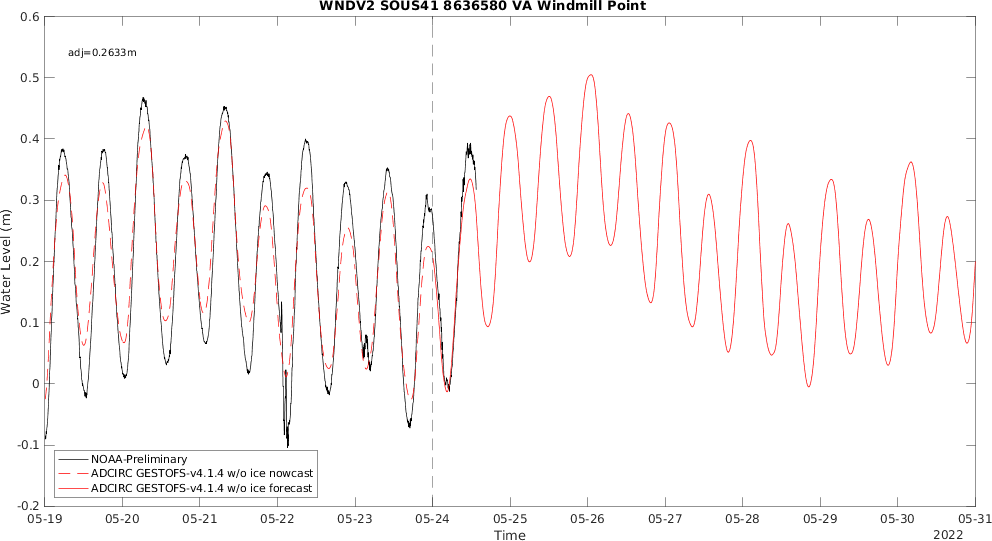 WNDV2 SOUS41 8636580 VA Windmill Point
0.6
adj=0.2633m
0.5
0.4
0.3
0.2
0.1
0
-0.1
-0.2
Water Level (m)
NOAA-Preliminary
ADCIRC GESTOFS-v4.1.4 w/o ice nowcast
ADCIRC GESTOFS-v4.1.4 w/o ice forecast
05-19 05-20 05-21 05-22 05-23 05-24 05-25 05-26 05-27 05-28 05-29 05-30 05-31
Time
2022